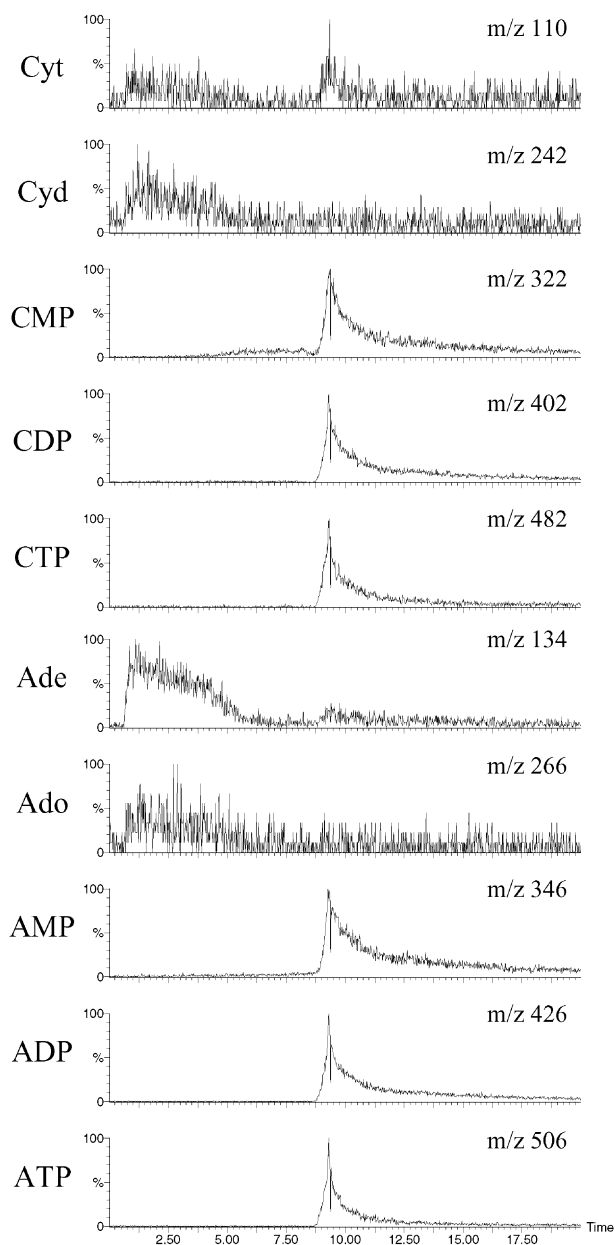 100
m/z 110
Cyt
%
0
100
m/z 242
Cyd
%
0
100
m/z 322
CMP
%
0
100
m/z 402
CDP
%
0
100
m/z 482
CTP
%
0
100
m/z 134
Ade
%
0
100
m/z 266
Ado
%
0
100
m/z 346
AMP
%
0
100
m/z 426
ADP
%
0
100
m/z 506
ATP
%
0
Time
2.50 5.00 7.50 10.00 12.50 15.00 17.50